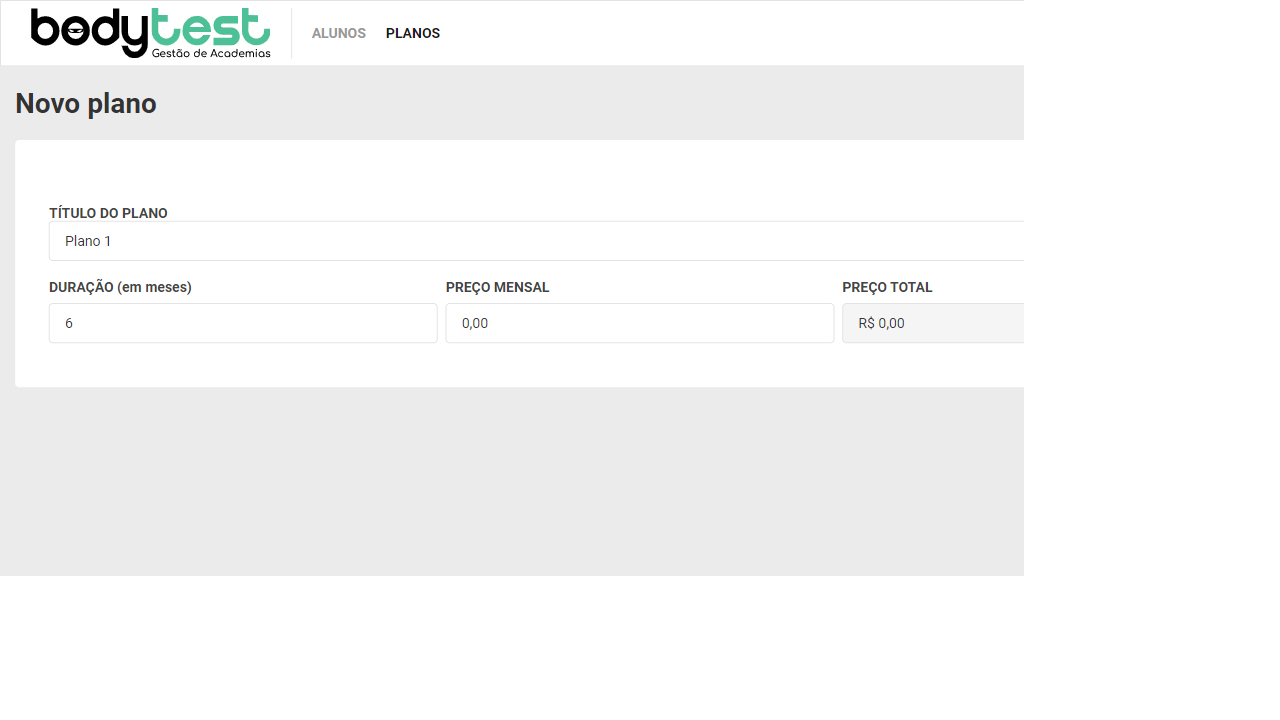 bodytest
Gestão de Academias
ALUNOS PLANOS
Novo plano
TÍTULO DO PLANO
Plano 1
DURAÇÃO (em meses) PREÇO MENSAL PREÇO TOTAL
6 0,00 R$ 0,00